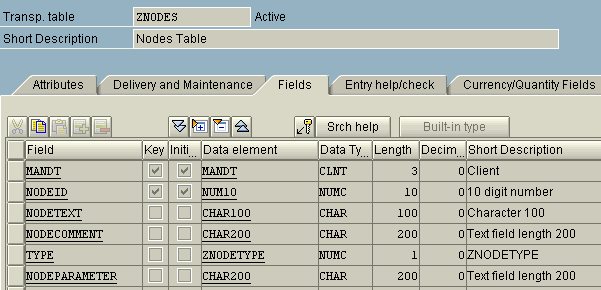 Transp. table ZNODES Active
Short Description Nodes Table
Attributes Delivery and Maintenance Fields Entry help/check Currency/Quantity Fields
Srch help Built-in type
Field Key Initi... Data element Data Ty... Length Decim... Short Description
MANDT MANDT CLNT 3 0 Client
NODEID NUM10 NUMC 10 0 10 digit number
NODETEXT CHAR100 CHAR 100 0 Character 100
NODECOMMENT CHAR200 CHAR 200 0 Text field length 200
TYPE ZNODETYPE NUMC 1 0 ZNODETYPE
NODEPARAMETER CHAR200 CHAR 200 0 Text field length 200